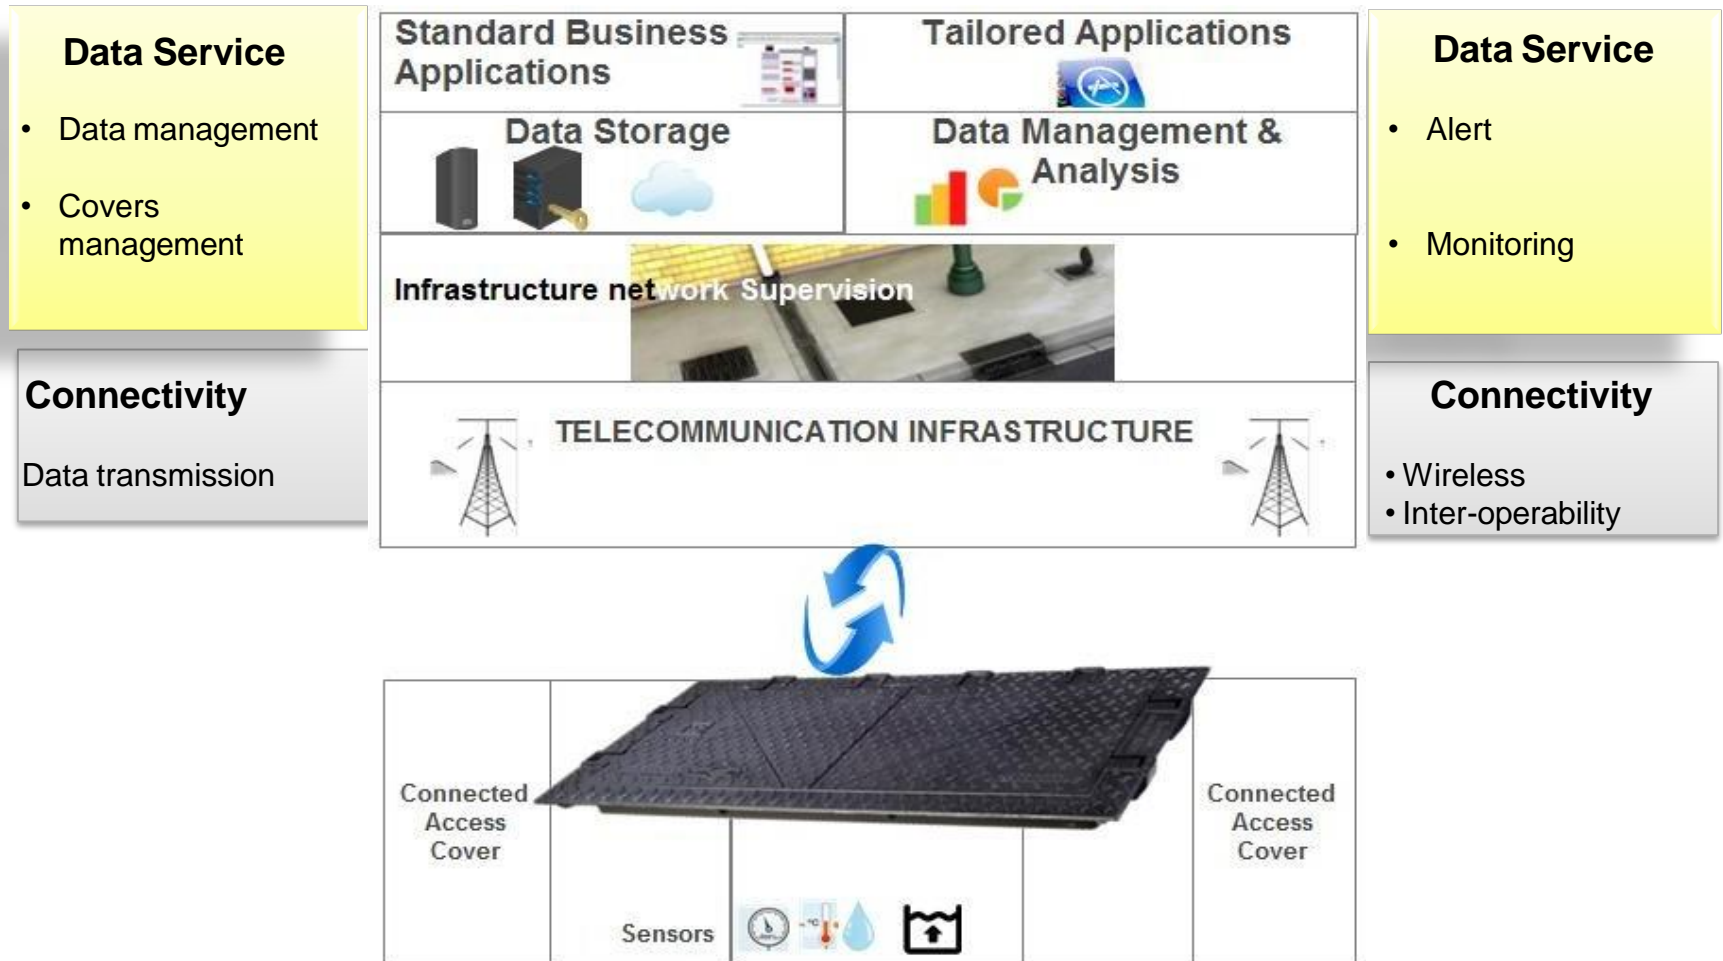 Data Service
• Data management
• Covers
management
Connectivity
Data transmission
Standard Business
Applications
Tailored Applications
Data Storage
Data Management &
Analysis
Infrastructure network Supervision
TELECOMMUNICATION INFRASTRUCTURE
Data Service
• Alert
• Monitoring
Connectivity
• Wireless
• Inter-operability
Connected
Access
Cover
Sensors
°C
Connected
Access
Cover